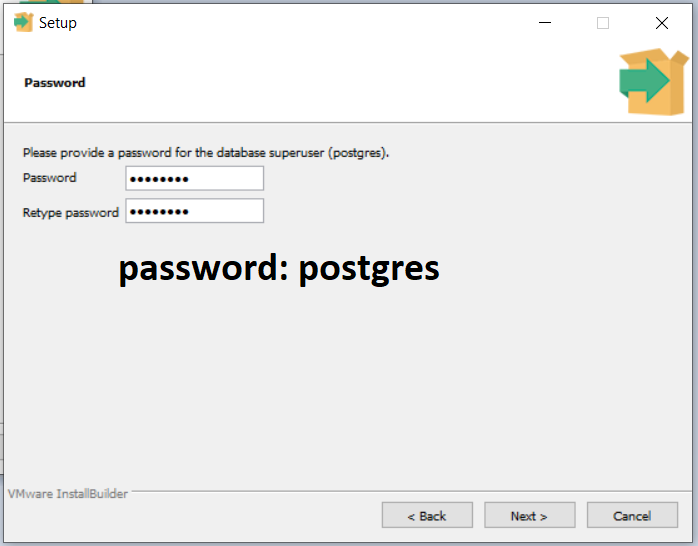 Setup
Password
Please provide a password for the database superuser (postgres).
Password ••••••••
Retype password ••••••••
password: postgres
VMware InstallBuilder
< Back Next > Cancel